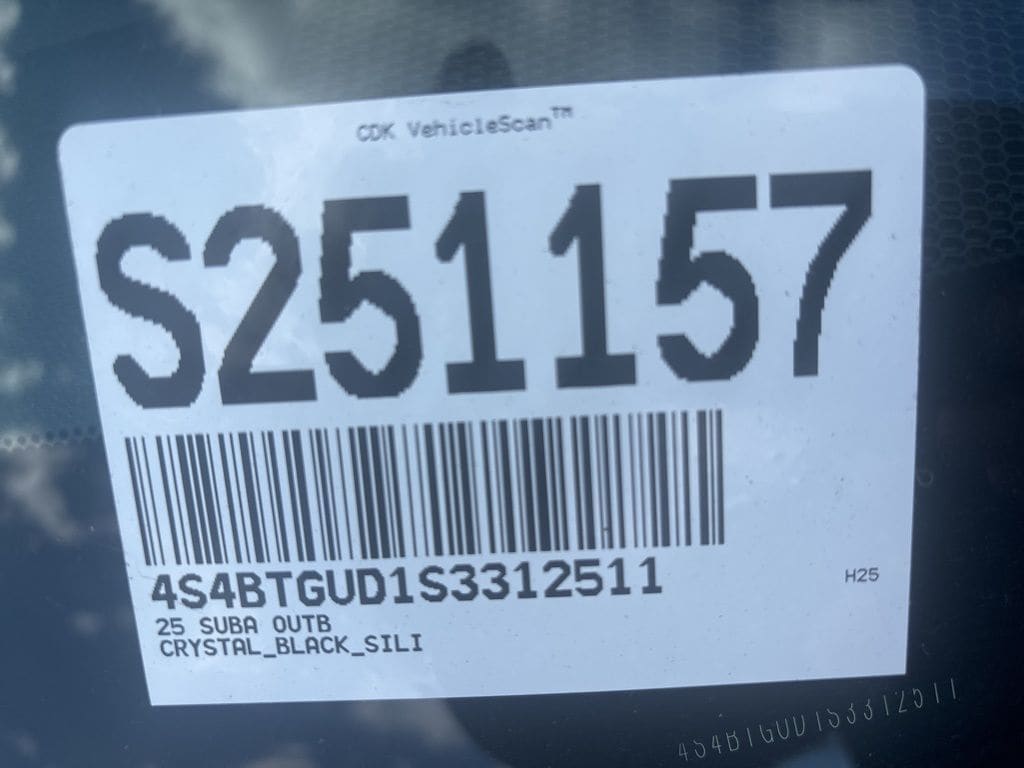 CDK VehicleScan™
S251157
4S4BTGUD1S3312511
H25
25 SUBA OUTB
CRYSTAL_BLACK_SILI
4S4BTGUD1S3312511